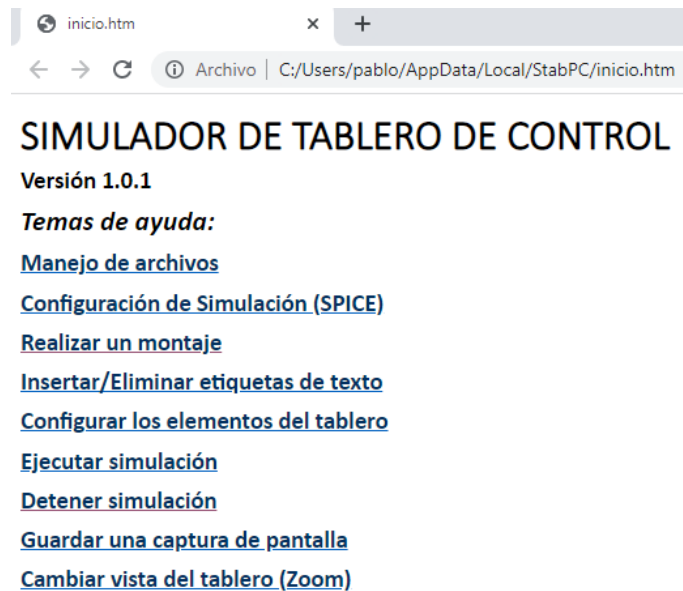 inicio.htm
Archivo | C:/Users/pablo/AppData/Local/StabPC/inicio.htm
SIMULADOR DE TABLERO DE CONTROL
Versión 1.0.1
Temas de ayuda:
Manejo de archivos
Configuración de Simulación (SPICE)
Realizar un montaje
Insertar/Eliminar etiquetas de texto
Configurar los elementos del tablero
Ejecutar simulación
Detener simulación
Guardar una captura de pantalla
Cambiar vista del tablero (Zoom)